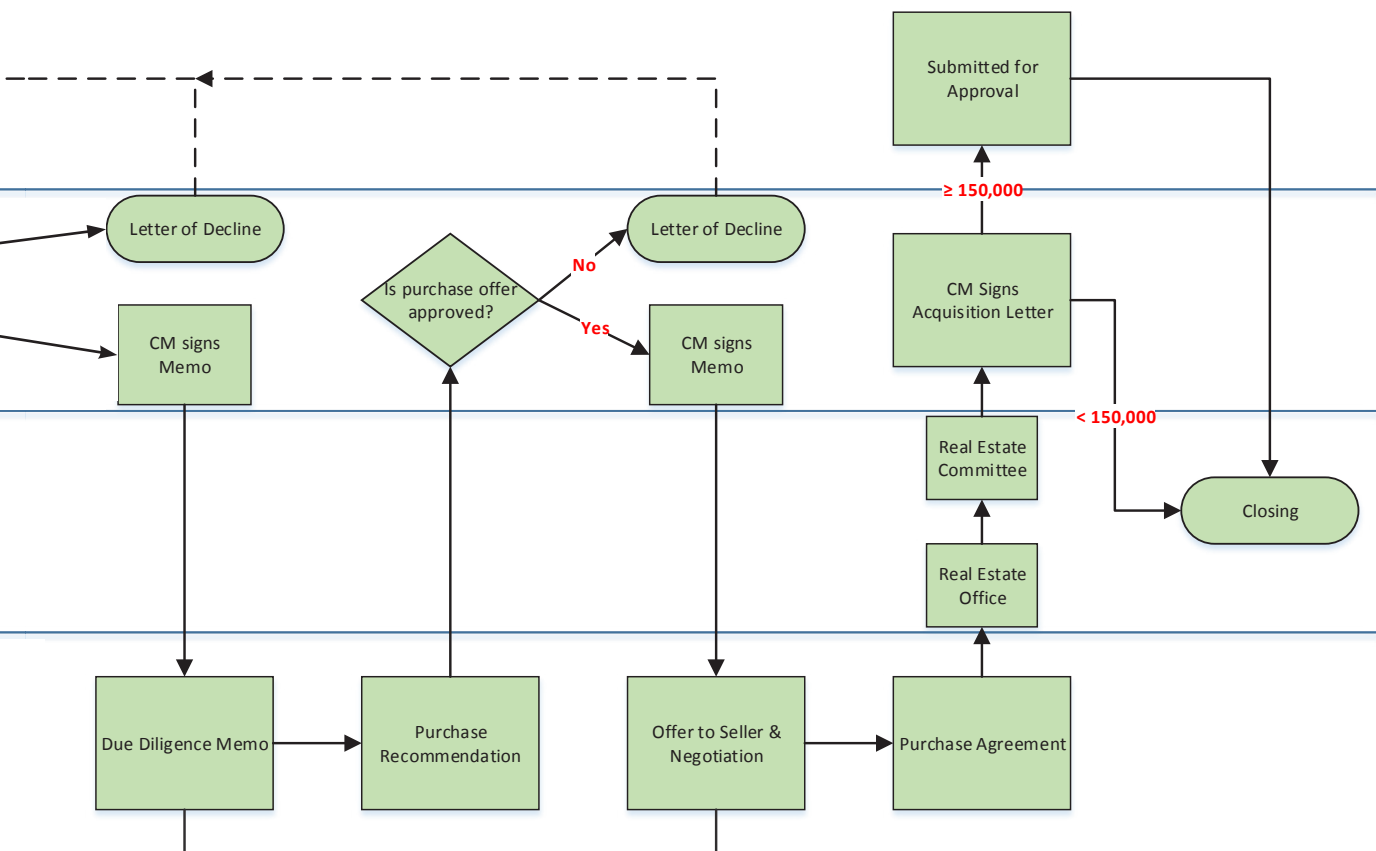 Submitted for
Approval
≥ 150,000
Letter of Decline
Is purchase offer
approved?
No
Yes
Letter of Decline
CM signs
Memo
CM signs
Memo
CM Signs
Acquisition Letter
< 150,000
Real Estate
Committee
Closing
Real Estate
Office
Due Diligence Memo
Purchase
Recommendation
Offer to Seller &
Negotiation
Purchase Agreement